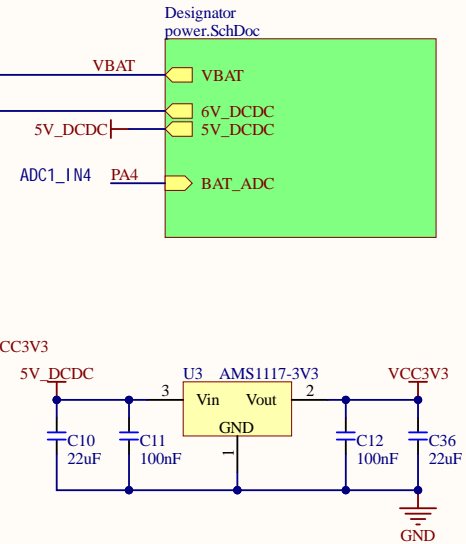 Designator
power.SchDoc
VBAT
VBAT
6V_DCDC
5V_DCDC
5V_DCDC
ADC1_IN4
PA4
BAT_ADC
CC3V3
5V_DCDC
U3
AMS1117-3V3
VCC3V3
3
Vin
Vout
2
GND
1
C10
22uF
C11
100nF
C12
100nF
C36
22uF
GND